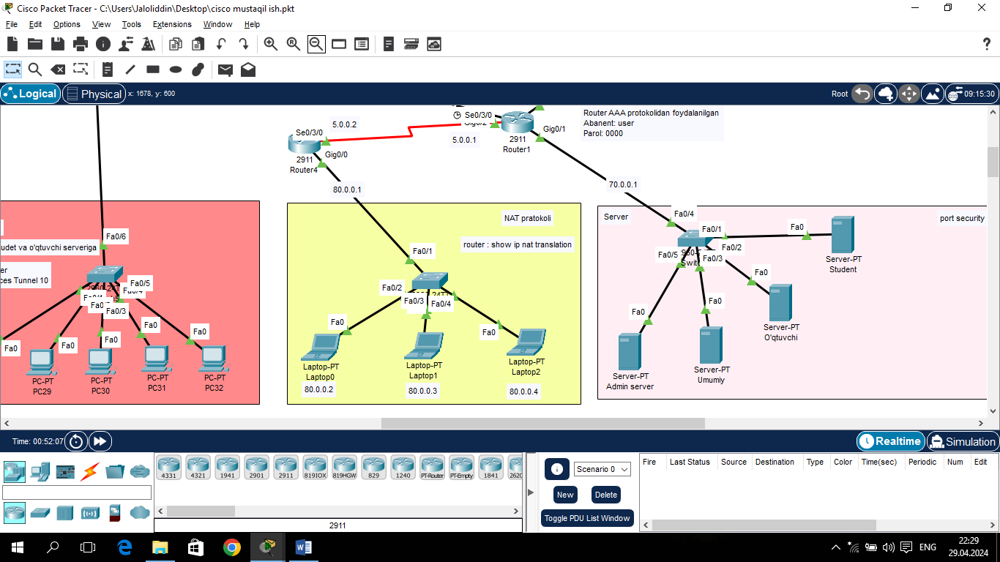 Cisco Packet Tracer - C:\Users\Jaloliddin\Desktop\cisco mustaqil ish.pkt
File Edit Options View Tools Extensions Window Help
Logical Physical x: 1678, y: 600
Root 09:15:30
Se0/3/0
5.0.0.2
2911
Router4
Gig0/0
80.0.0.1
Se0/3/0
5.0.0.1
Gig0/1
2911
Router1
Router AAA protokolidan foydalanilgan
Abanent: user
Parol: 0000
70.0.0.1
Fa0/6
udet va o'qtuvchi serveriga
er
ces Tunnel 10
Fa0/5
Fa0/3
Fa0
Fa0
Fa0
Fa0
Fa0
PC-PT
PC29
PC-PT
PC30
PC-PT
PC31
PC-PT
PC32
NAT pratokoli
router : show ip nat translation
Fa0/1
Fa0/2
Fa0/3
Fa0/4
Fa0
Fa0
Laptop-PT
Laptop0
80.0.0.2
Laptop-PT
Laptop1
80.0.0.3
Laptop-PT
Laptop2
80.0.0.4
Server
port security
Fa0/4
Fa0/1
Fa0/2
Fa0/5
Fa0/3
Fa0
Server-PT
Student
Fa0
Server-PT
O'qtuvchi
Fa0
Server-PT
Umumiy
Fa0
Server-PT
Admin server
Time: 00:52:07
Realtime Simulation
4331 4321 1941 2901 2911 819IOX 819HGW 829 1240 PT-Router PT-Empty 1841 2620
2911
Scenario 0
New Delete
Toggle PDU List Window
Fire Last Status Source Destination Type Color Time(sec) Periodic Num Edit
ENG
22:29
29.04.2024